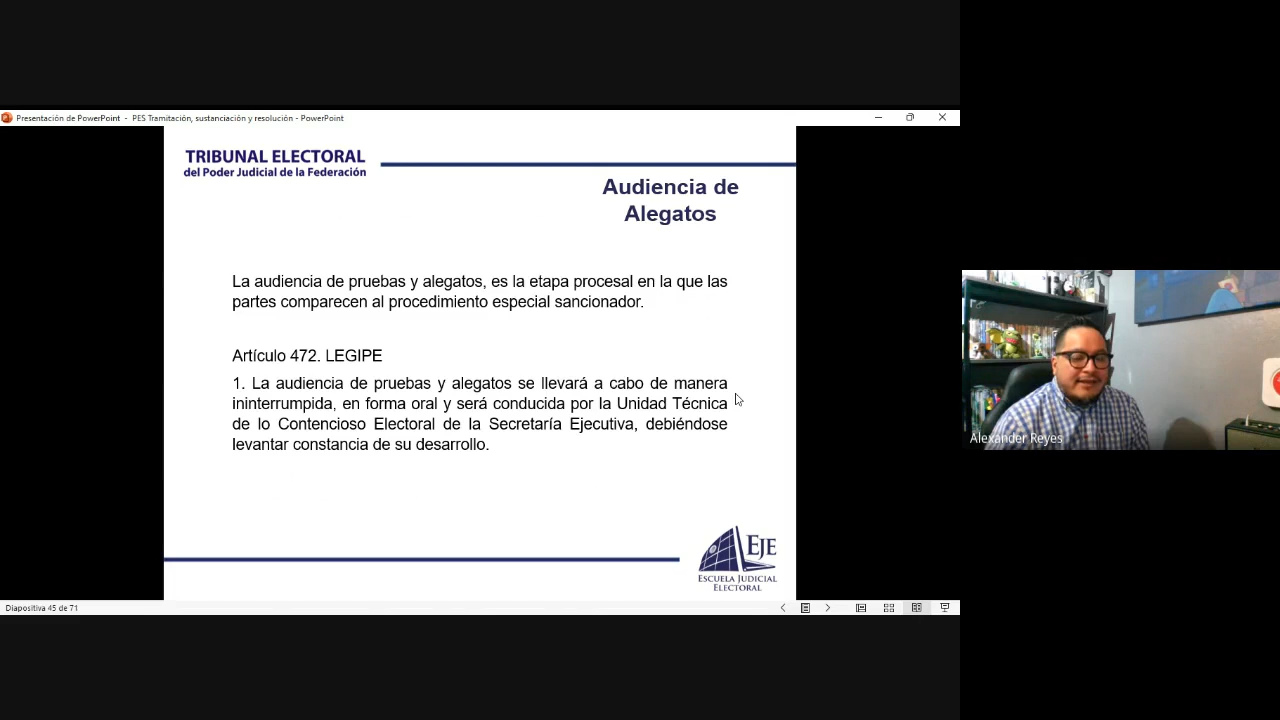 Presentación de PowerPoint - PES Tramitación, sustanciación y resolución - PowerPoint
TRIBUNAL ELECTORAL
del Poder Judicial de la Federación
Audiencia de
Alegatos
La audiencia de pruebas y alegatos, es la etapa procesal en la que las
partes comparecen al procedimiento especial sancionador.
Artículo 472. LEGIPE
1. La audiencia de pruebas y alegatos se llevará a cabo de manera
ininterrumpida, en forma oral y será conducida por la Unidad Técnica
de lo Contencioso Electoral de la Secretaría Ejecutiva, debiéndose
levantar constancia de su desarrollo.
Alexander Reyes
EJE
ESCUELA JUDICIAL
ELECTORAL
Diapositiva 45 de 71